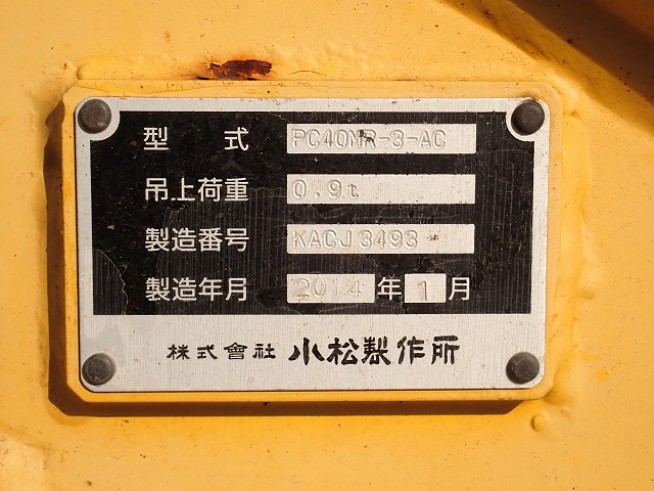 型式 PC40MR-3-AC
吊上荷重 0.9t
製造番号 KACJ3493
製造年月 2014年1月
株式會社 小松製作所